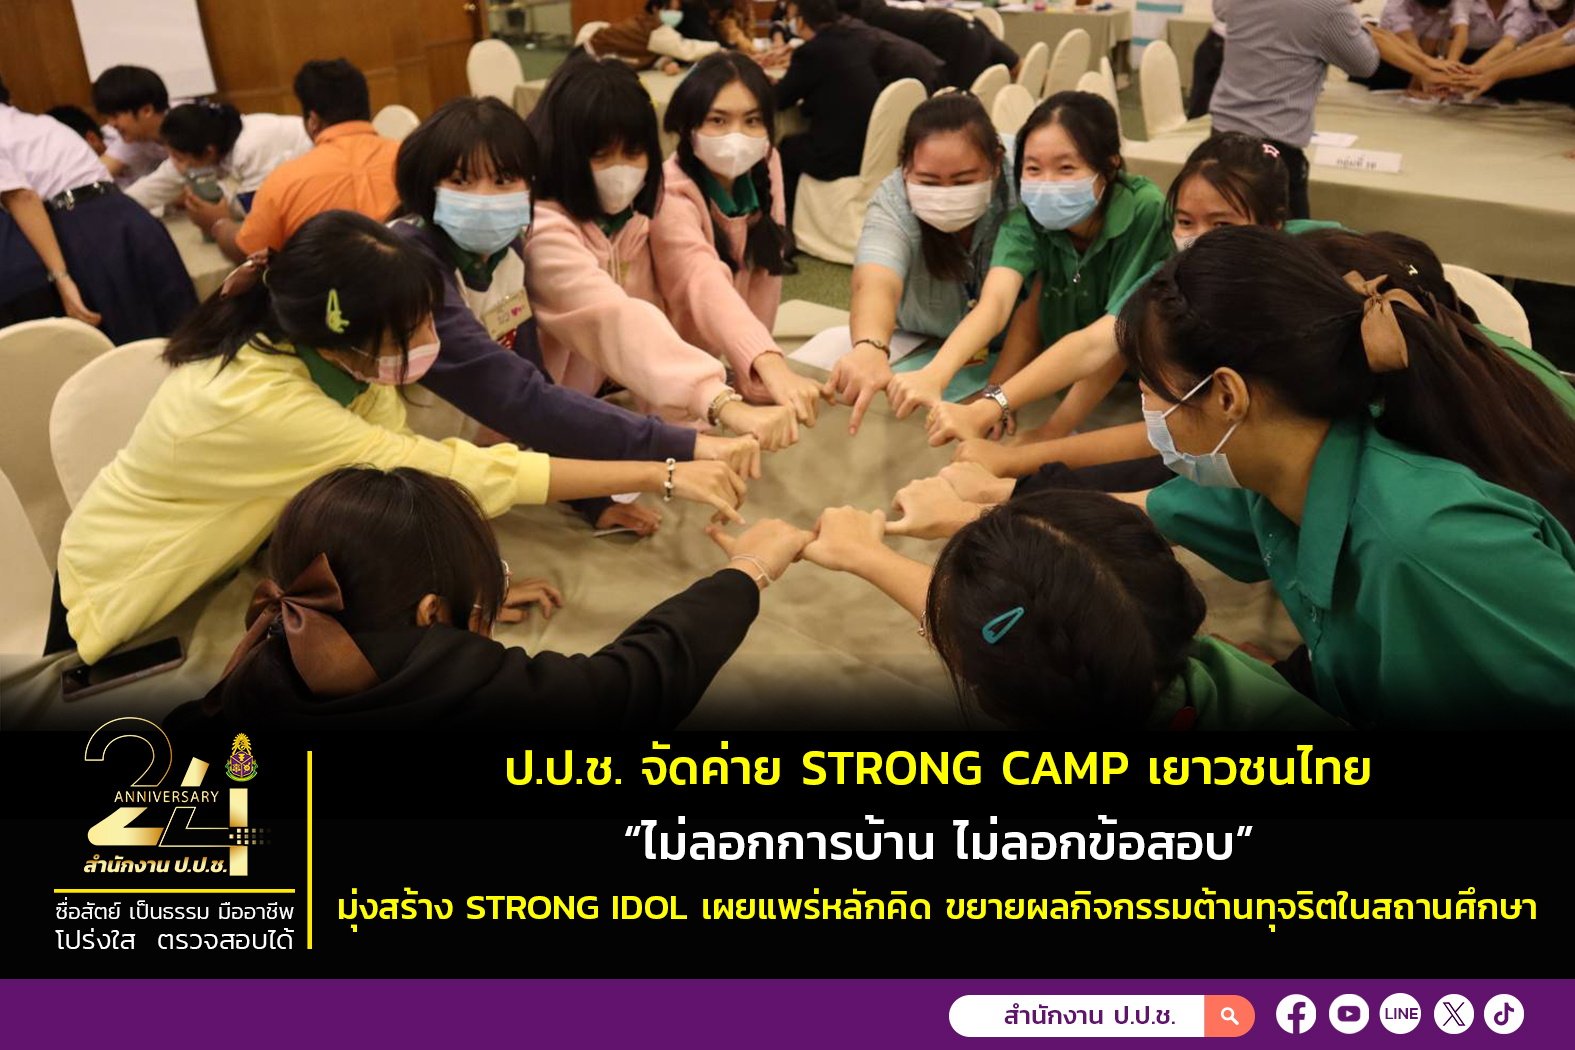 กลุ่มที่ 10
24
ANNIVERSARY
สำนักงาน ป.ป.ช.
ซื่อสัตย์ เป็นธรรม มืออาชีพ
โปร่งใส ตรวจสอบได้
ป.ป.ช. จัดค่าย STRONG CAMP เยาวชนไทย
“ไม่ลอกการบ้าน ไม่ลอกข้อสอบ”
มุ่งสร้าง STRONG IDOL เผยแพร่หลักคิด ขยายผลกิจกรรมต้านทุจริตในสถานศึกษา
สำนักงาน ป.ป.ช.
LINE